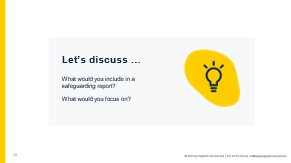 Let's discuss ...
What would you include in a
safeguarding report?
What would you focus on?